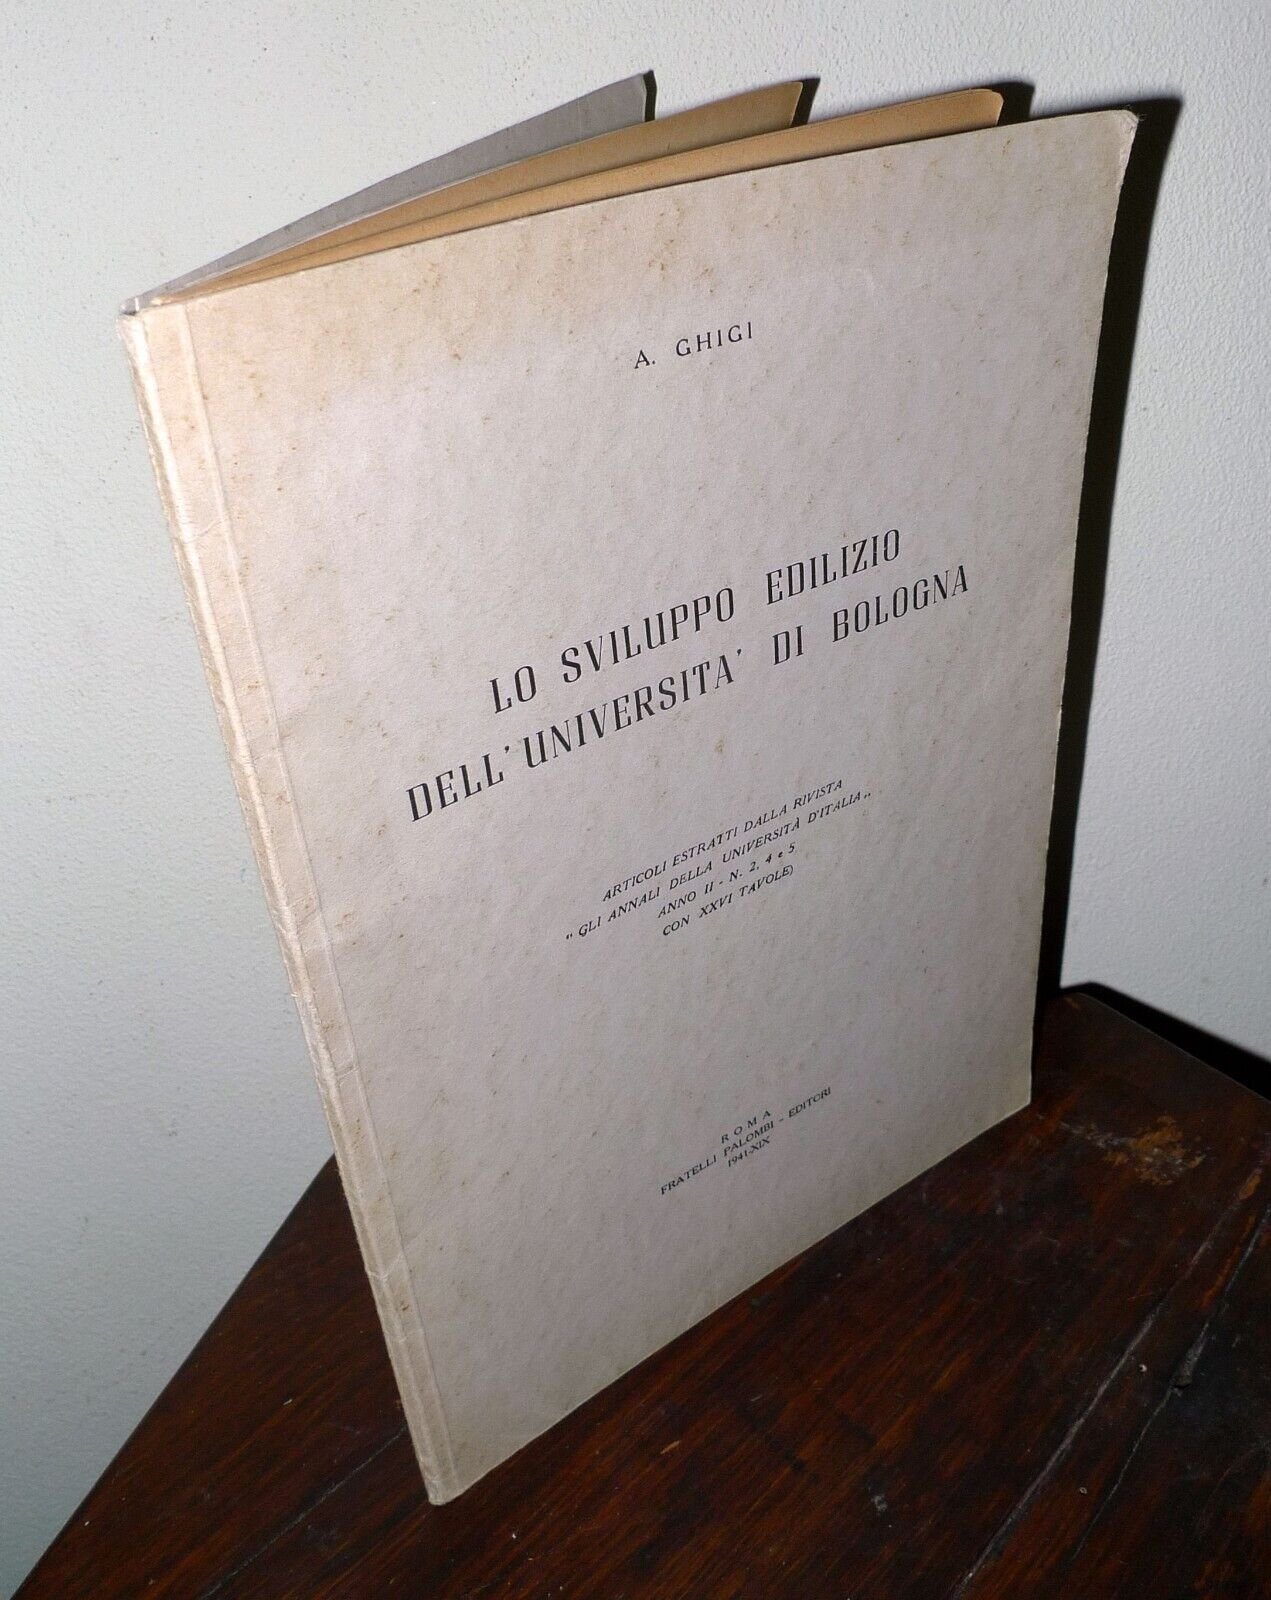 A. GHIGI
LO SVILUPPO EDILIZIO
DELL'UNIVERSITA' DI BOLOGNA
ARTICOLI ESTRATTI DALLA RIVISTA
„ GLI ANNALI DELLA UNIVERSITÀ D'ITALIA „
ANNO II - N. 2, 4 e 5
CON XXVI TAVOLE)
ROMA
FRATELLI PALOMBI - EDITORI
1941-XIX